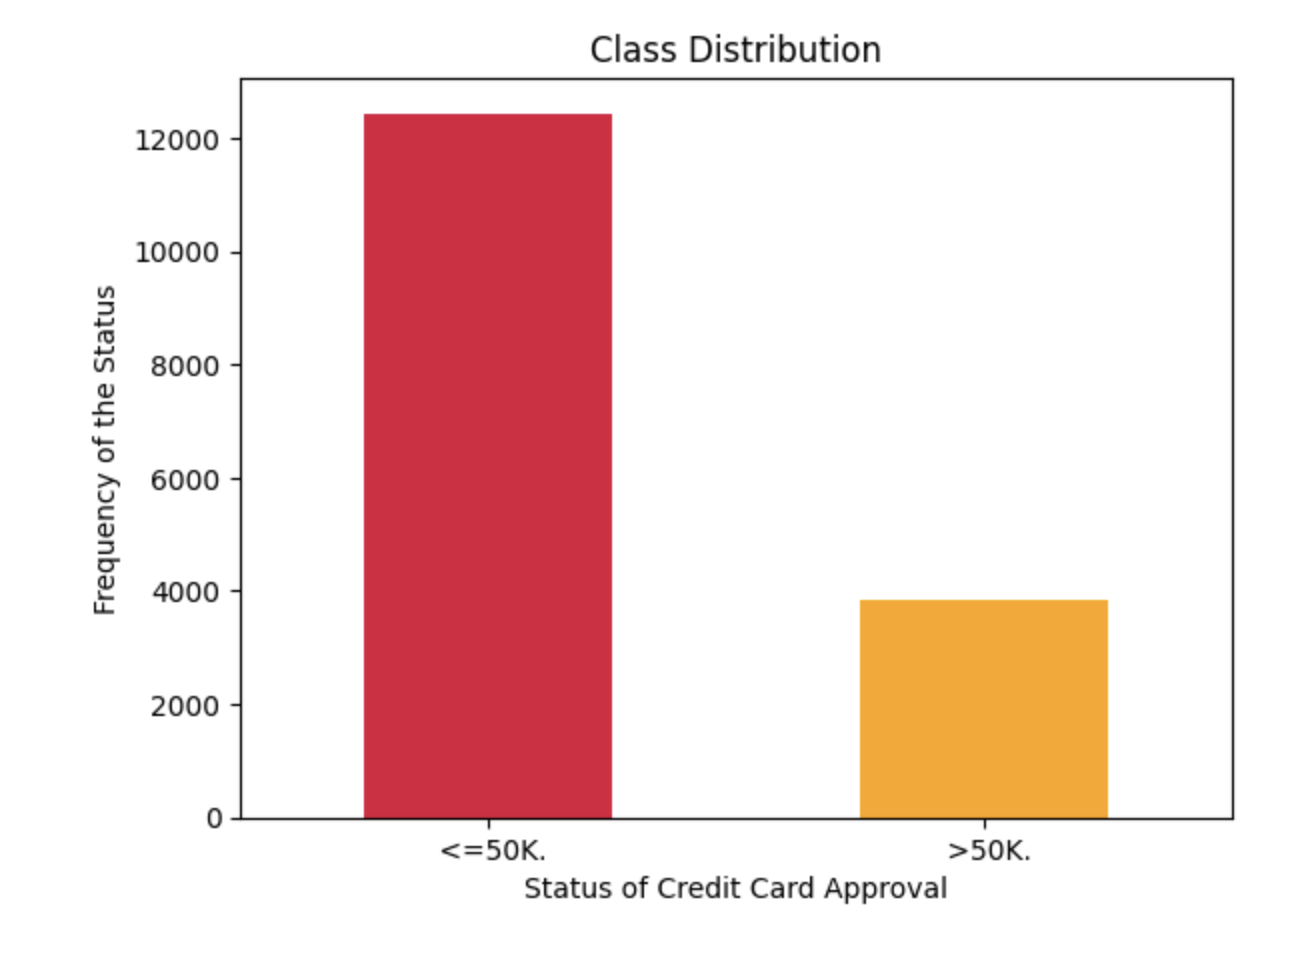 Class Distribution
12000
10000
8000
6000
4000
2000
0
Frequency of the Status
<=50K.
>50K.
Status of Credit Card Approval